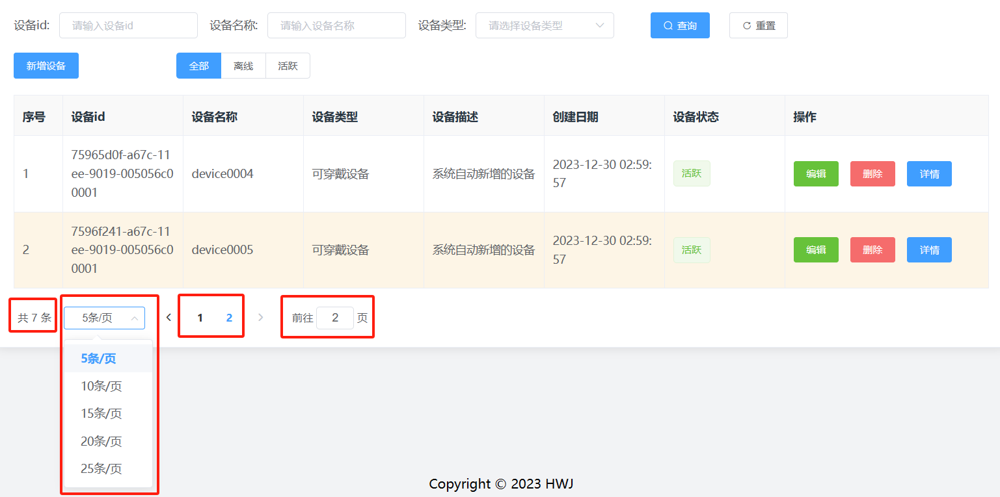 设备id: 请输入设备id 设备名称: 请输入设备名称 设备类型: 请选择设备类型 查询 重置
新增设备 全部 离线 活跃
序号 设备id 设备名称 设备类型 设备描述 创建日期 设备状态 操作
75965d0f-a67c-11
1 ee-9019-005056c0 device0004 可穿戴设备 系统自动新增的设备 2023-12-30 02:59: 活跃 编辑 删除 详情
0001 57
7596f241-a67c-11
2 ee-9019-005056c0 device0005 可穿戴设备 系统自动新增的设备 2023-12-30 02:59: 活跃 编辑 删除 详情
0001 57
共 7 条 5条/页 1 2 前往 2 页
5条/页
10条/页
15条/页
20条/页
25条/页
Copyright © 2023 HWJ